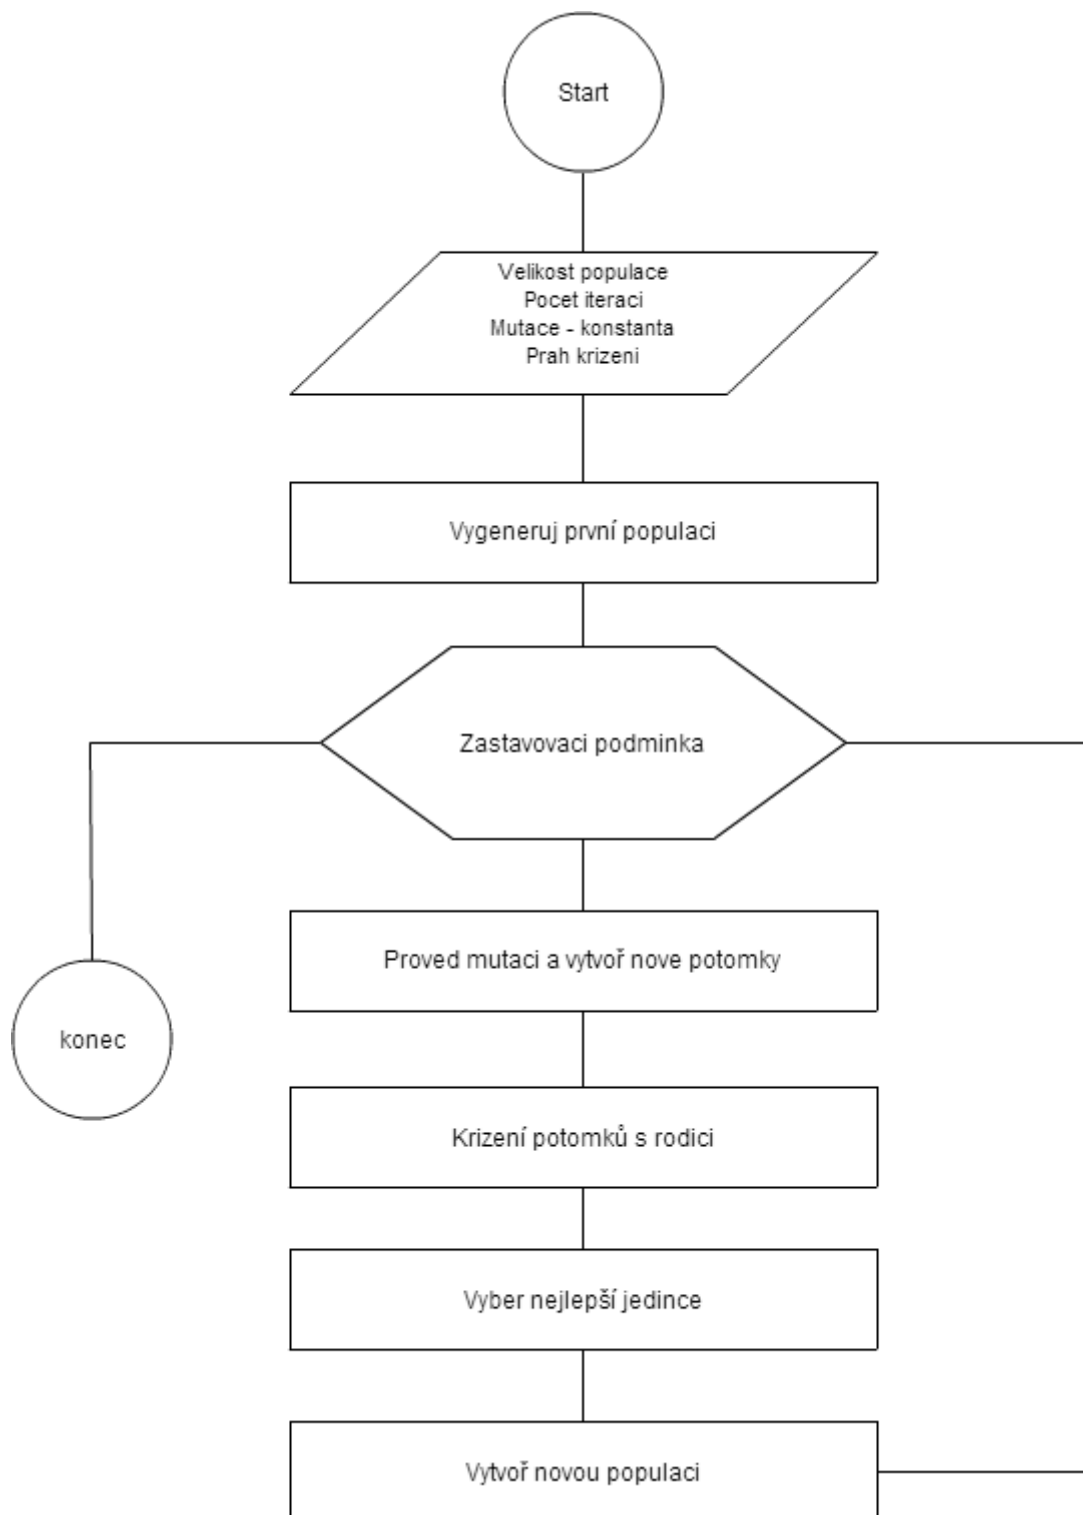 Start
Velikost populace
Pocet iteraci
Mutace - konstanta
Prah krizeni
Vygeneruj první populaci
Zastavovaci podminka
Proved mutaci a vytvoř nove potomky
konec
Krizení potomků s rodici
Vyber nejlepší jedince
Vytvoř novou populaci